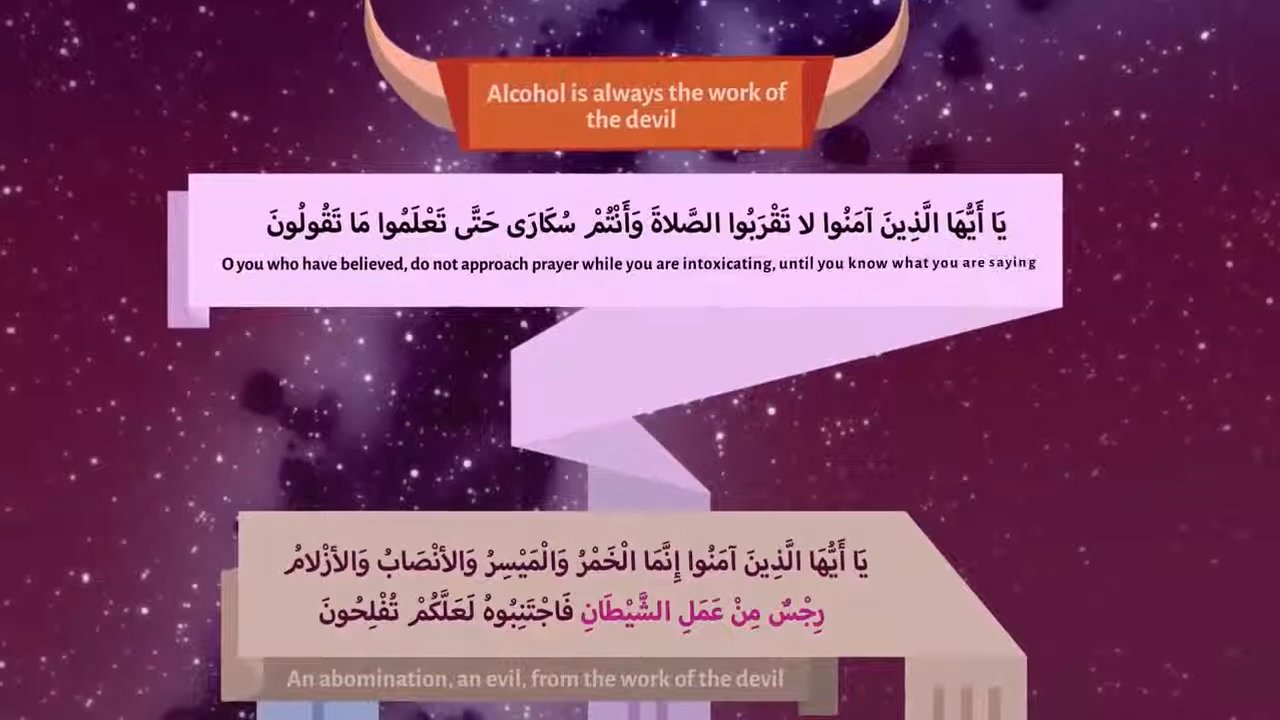 Alcohol is always the work of
the devil
يَا أَيُّهَا الَّذِينَ آمَنُوا لا تَقْرَبُوا الصَّلاةَ وَأَنْتُمْ سُكَارَى حَتَّى تَعْلَمُوا مَا تَقُولُونَ
O you who have believed, do not approach prayer while you are intoxicating, until you know what you are saying
يَا أَيُّهَا الَّذِينَ آمَنُوا إِنَّمَا الْخَمْرُ وَالْمَيْسِرُ وَالأَنْصَابُ وَالأَزْلامُ
رِجْسٌ مِنْ عَمَلِ الشَّيْطَانِ فَاجْتَنِبُوهُ لَعَلَّكُمْ تُفْلِحُونَ
An abomination, an evil, from the work of the devil